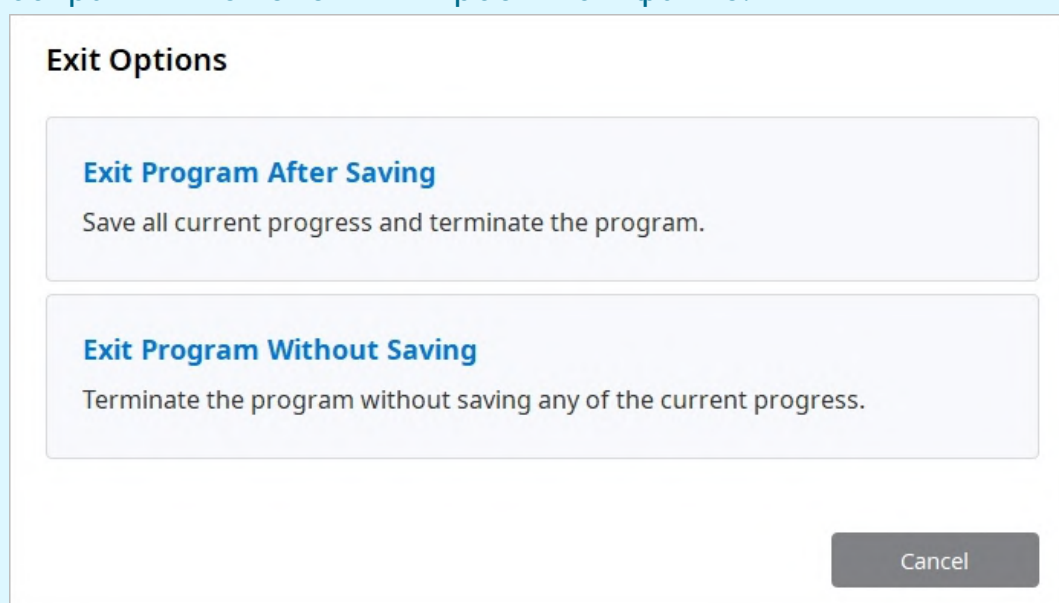 Exit Options
Exit Program After Saving
Save all current progress and terminate the program.
Exit Program Without Saving
Terminate the program without saving any of the current progress.
Cancel